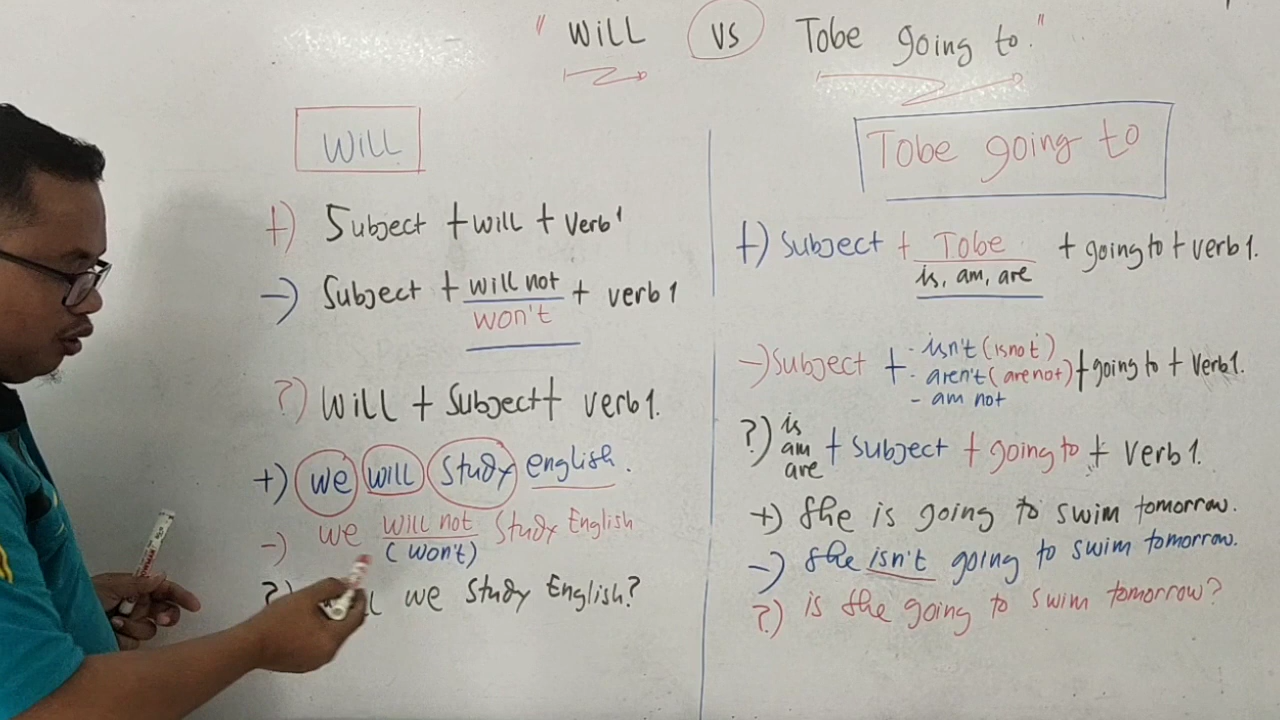 " Will vs Tobe going to. "
Will
+) Subject + will + Verb1
-) Subject + will not + verb 1
won't
?) Will + Subject + verb 1.
+) we will study english.
-) we will not study English
(won't)
?) we study English?
Tobe going to
+) Subject + Tobe + going to + verb 1.
is, am, are
-) Subject + - isn't (is not) + going to + verb 1.
- aren't (are not)
- am not
?) is + subject + going to + verb 1.
am
are
+) She is going to swim tomorrow.
-) She isn't going to swim tomorrow.
?) is she going to swim tomorrow?